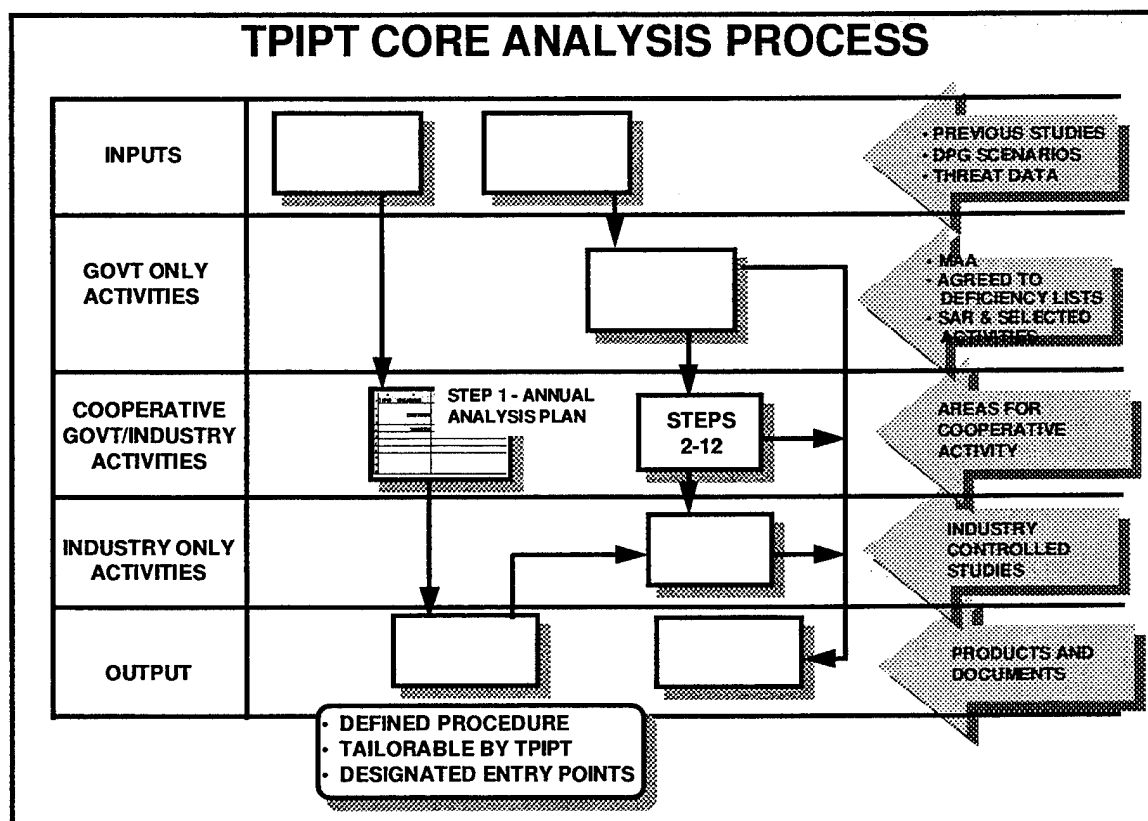 TPIPT CORE ANALYSIS PROCESS
INPUTS
• PREVIOUS STUDIES
• DPG SCENARIOS
• THREAT DATA
GOVT ONLY
ACTIVITIES
• MAA
• AGREED TO
DEFICIENCY LISTS
• SAR & SELECTED
ACTIVITIES
COOPERATIVE
GOVT/INDUSTRY
ACTIVITIES
STEP 1 - ANNUAL
ANALYSIS PLAN
STEPS
2-12
AREAS FOR
COOPERATIVE
ACTIVITY
INDUSTRY ONLY
ACTIVITIES
INDUSTRY
CONTROLLED
STUDIES
OUTPUT
PRODUCTS AND
DOCUMENTS
• DEFINED PROCEDURE
• TAILORABLE BY TPIPT
• DESIGNATED ENTRY POINTS